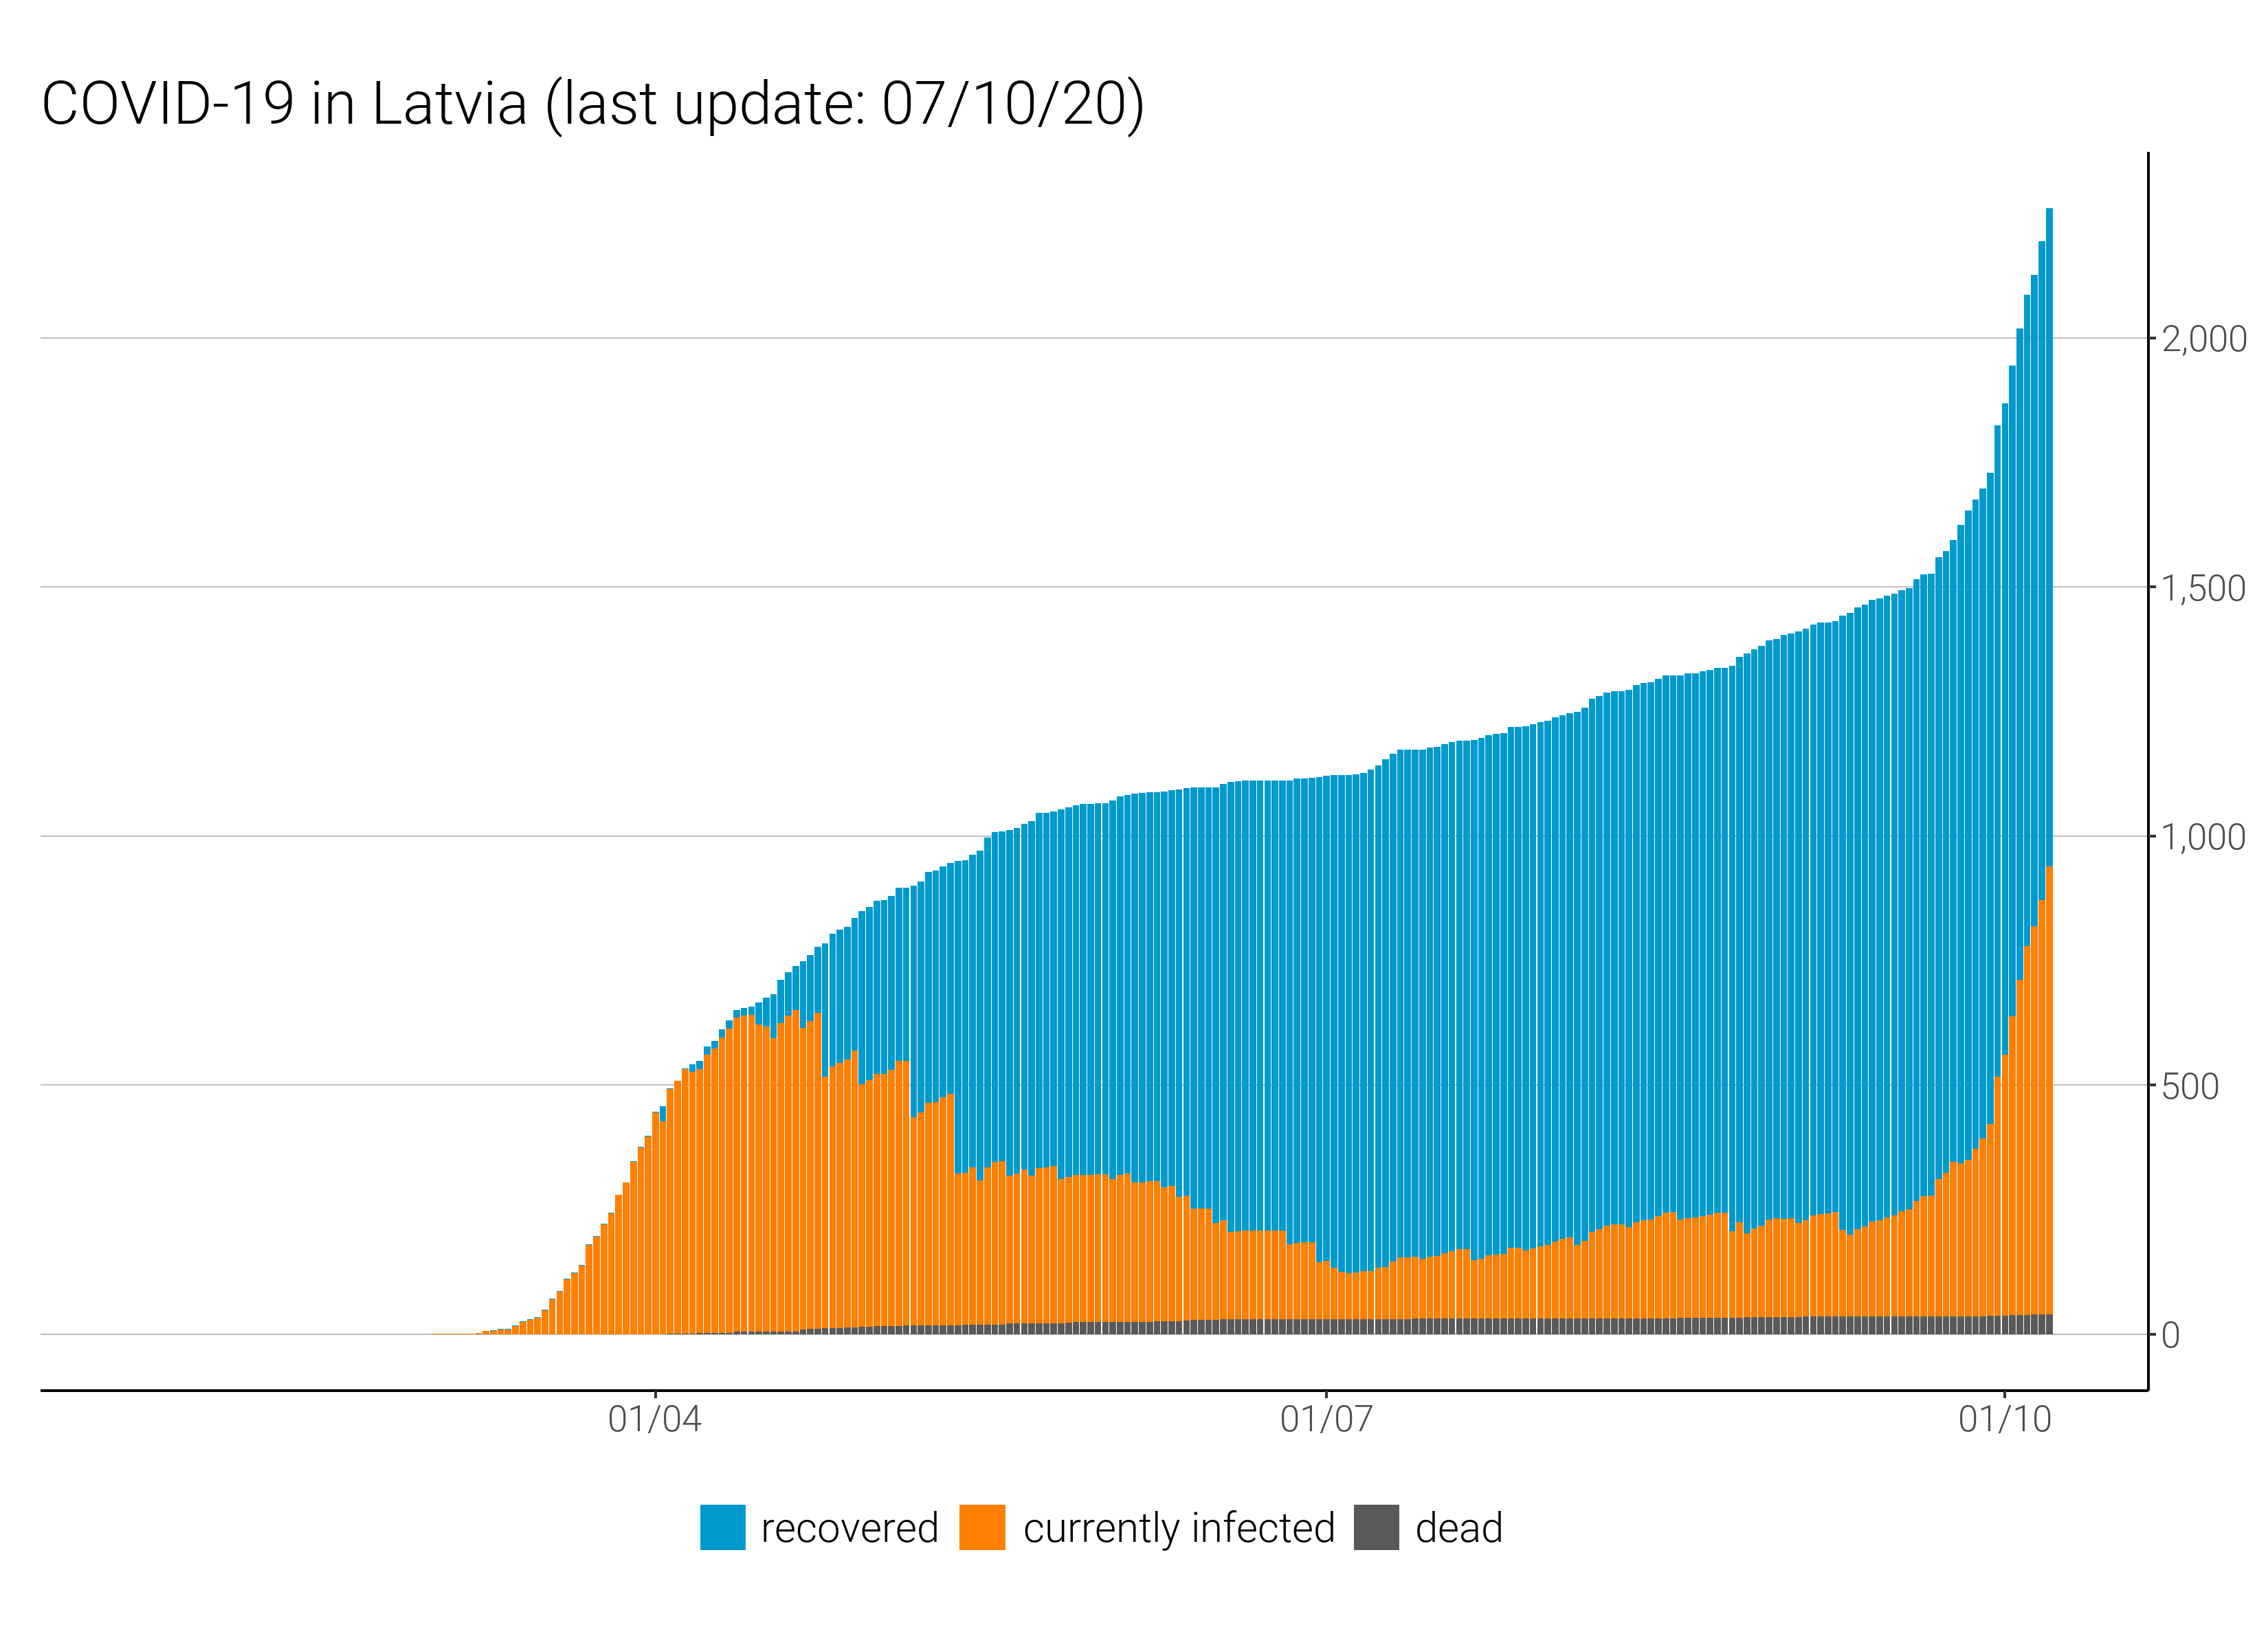 COVID-19 in Latvia (last update: 07/10/20)
2,000
1,500
1,000
500
0
01/04 01/07 01/10
recovered currently infected dead